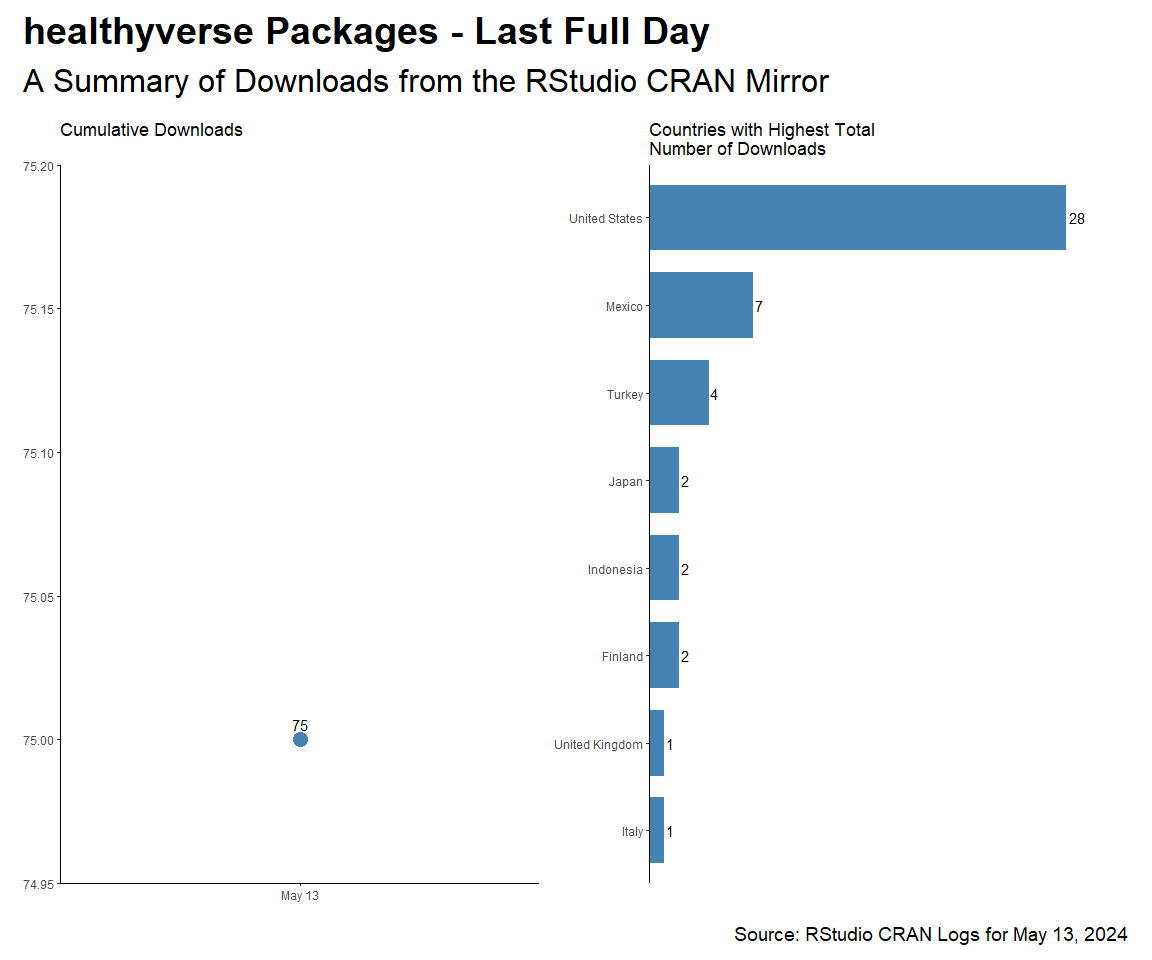 healthyverse Packages - Last Full Day
A Summary of Downloads from the RStudio CRAN Mirror
Cumulative Downloads
75.20
75.15
75.10
75.05
75.00
74.95
75
May 13
Countries with Highest Total
Number of Downloads
United States 28
Mexico 7
Turkey 4
Japan 2
Indonesia 2
Finland 2
United Kingdom 1
Italy 1
Source: RStudio CRAN Logs for May 13, 2024